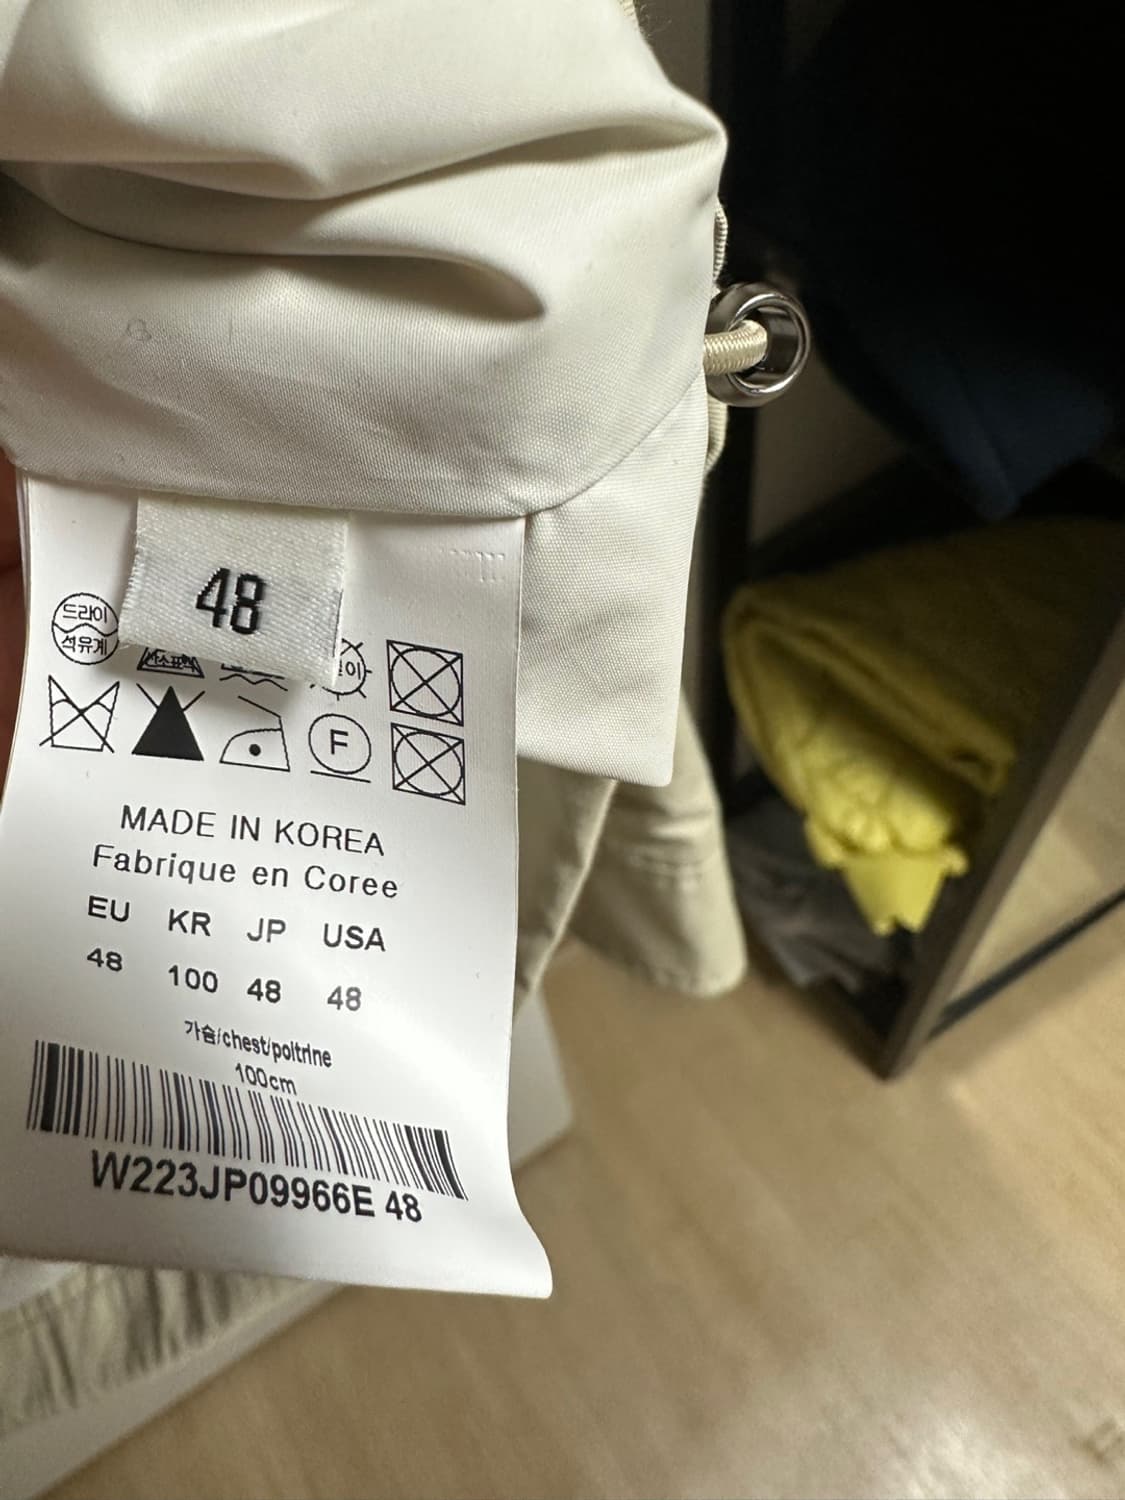 48
드라이
석유계
F
MADE IN KOREA
Fabrique en Coree
EU KR JP USA
48 100 48 48
가슴/chest/poltrine
100cm
W223JP09966E 48